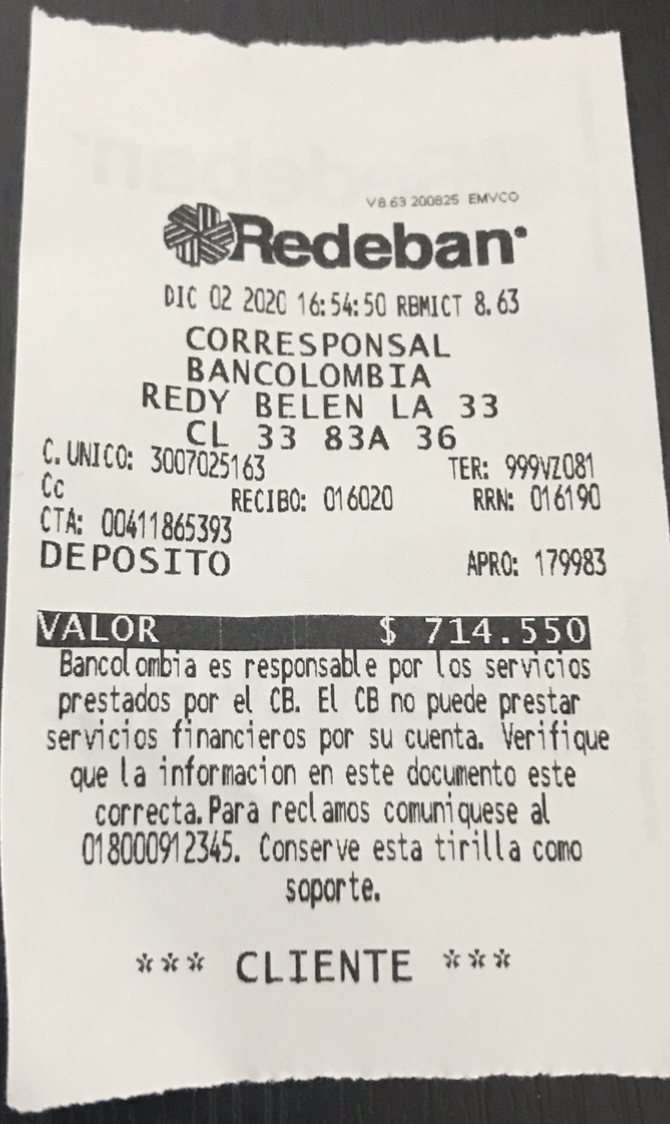 V8.63 200825 EMVCO
Redeban
DIC 02 2020 16:54:50 RBMICT 8.63
CORRESPONSAL
BANCOLOMBIA
REDY BELEN LA 33
CL 33 83A 36
C.UNICO: 3007025163 TER: 999VZ081
Cc RECIBO: 016020 RRN: 016190
CTA: 00411865393
DEPOSITO APRO: 179983
VALOR $ 714.550
Bancolombia es responsable por los servicios
prestados por el CB. El CB no puede prestar
servicios financieros por su cuenta. Verifique
que la informacion en este documento este
correcta.Para reclamos comuniquese al
018000912345. Conserve esta tirilla como
soporte.
*** CLIENTE ***